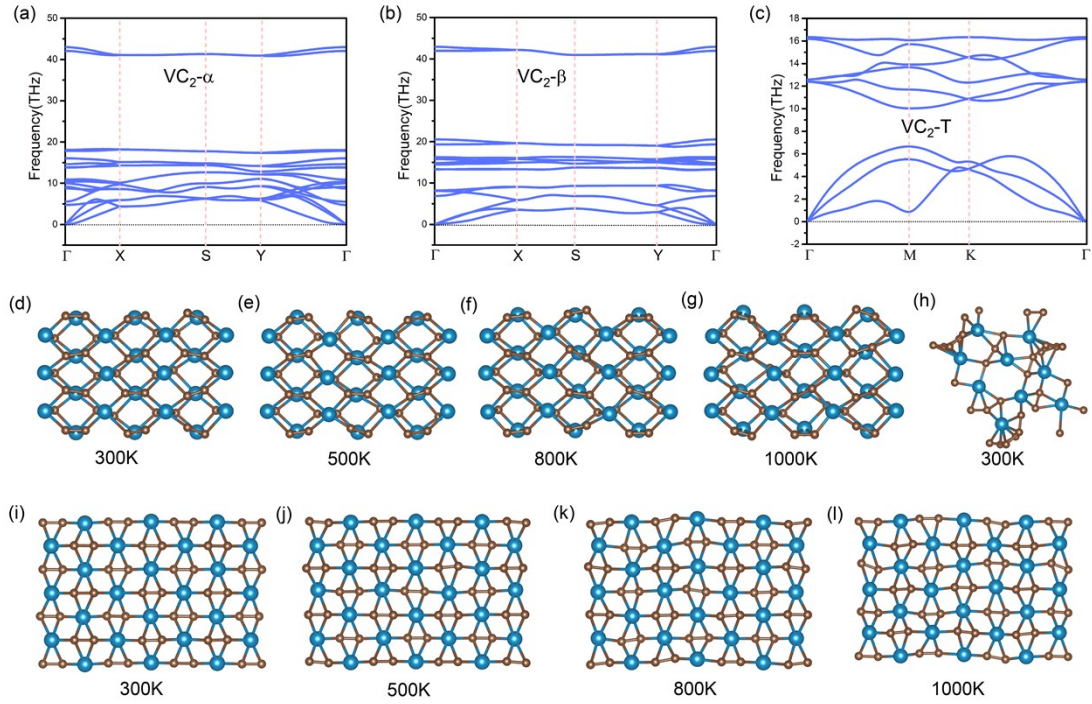 (a)
50
40
30
20
10
0
Frequency(THz)
VC₂-α
Γ X S Y Γ
(b)
50
40
30
20
10
0
Frequency(THz)
VC₂-β
Γ X S Y Γ
(c)
18
16
14
12
10
8
6
4
2
0
-2
Frequency(THz)
VC₂-T
Γ M K Γ
(d)
300K
(e)
500K
(f)
800K
(g)
1000K
(h)
300K
(i)
300K
(j)
500K
(k)
800K
(l)
1000K